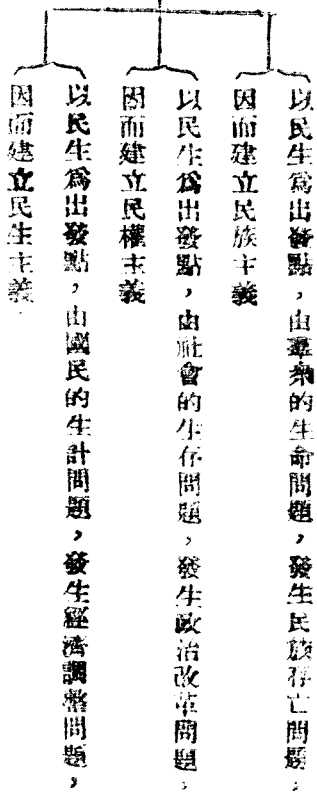 以民生爲出發點，由羣衆的生命問題，發生民族存亡問題，
因而建立民族主義
以民生爲出發點，由社會的生存問題，發生政治改革問題，
因而建立民權主義
以民生爲出發點，由國民的生計問題，發生經濟調整問題，
因而建立民生主義